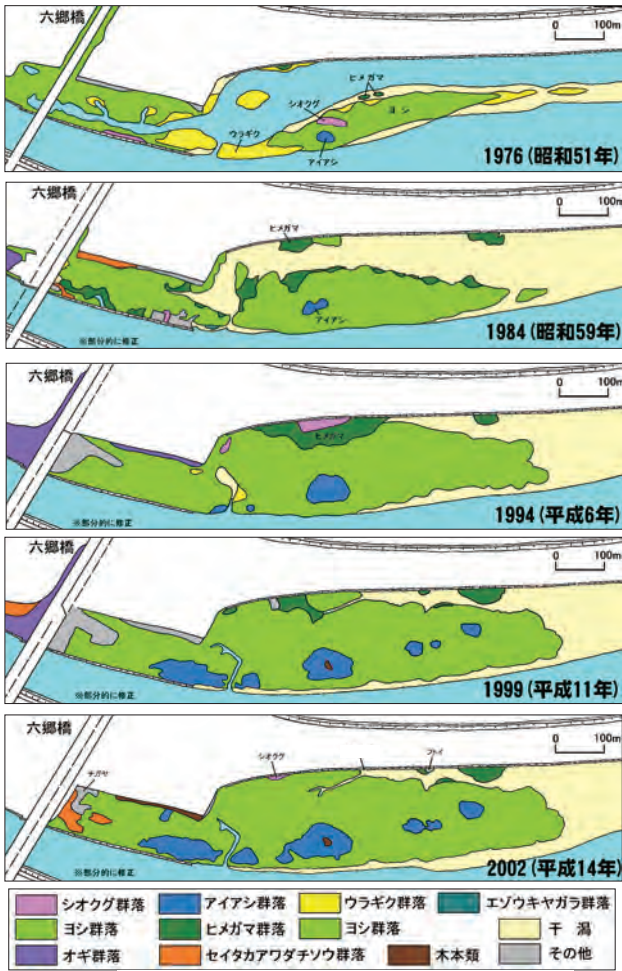 六郷橋
0 100m
ヒメガマ
シオクグ
ヨシ
ウラギク
アイアシ
1976(昭和51年)
六郷橋
0 100m
ヒメガマ
アイアシ
※部分的に修正
1984(昭和59年)
六郷橋
0 100m
ヒメガマ
※部分的に修正
1994(平成6年)
六郷橋
0 100m
※部分的に修正
1999(平成11年)
六郷橋
0 100m
チガヤ
シオクグ
フトイ
※部分的に修正
2002(平成14年)
シオクグ群落 アイアシ群落 ウラギク群落 エゾウキヤガラ群落
ヨシ群落 ヒメガマ群落 ヨシ群落 干潟
オギ群落 セイタカアワダチソウ群落 木本類 その他